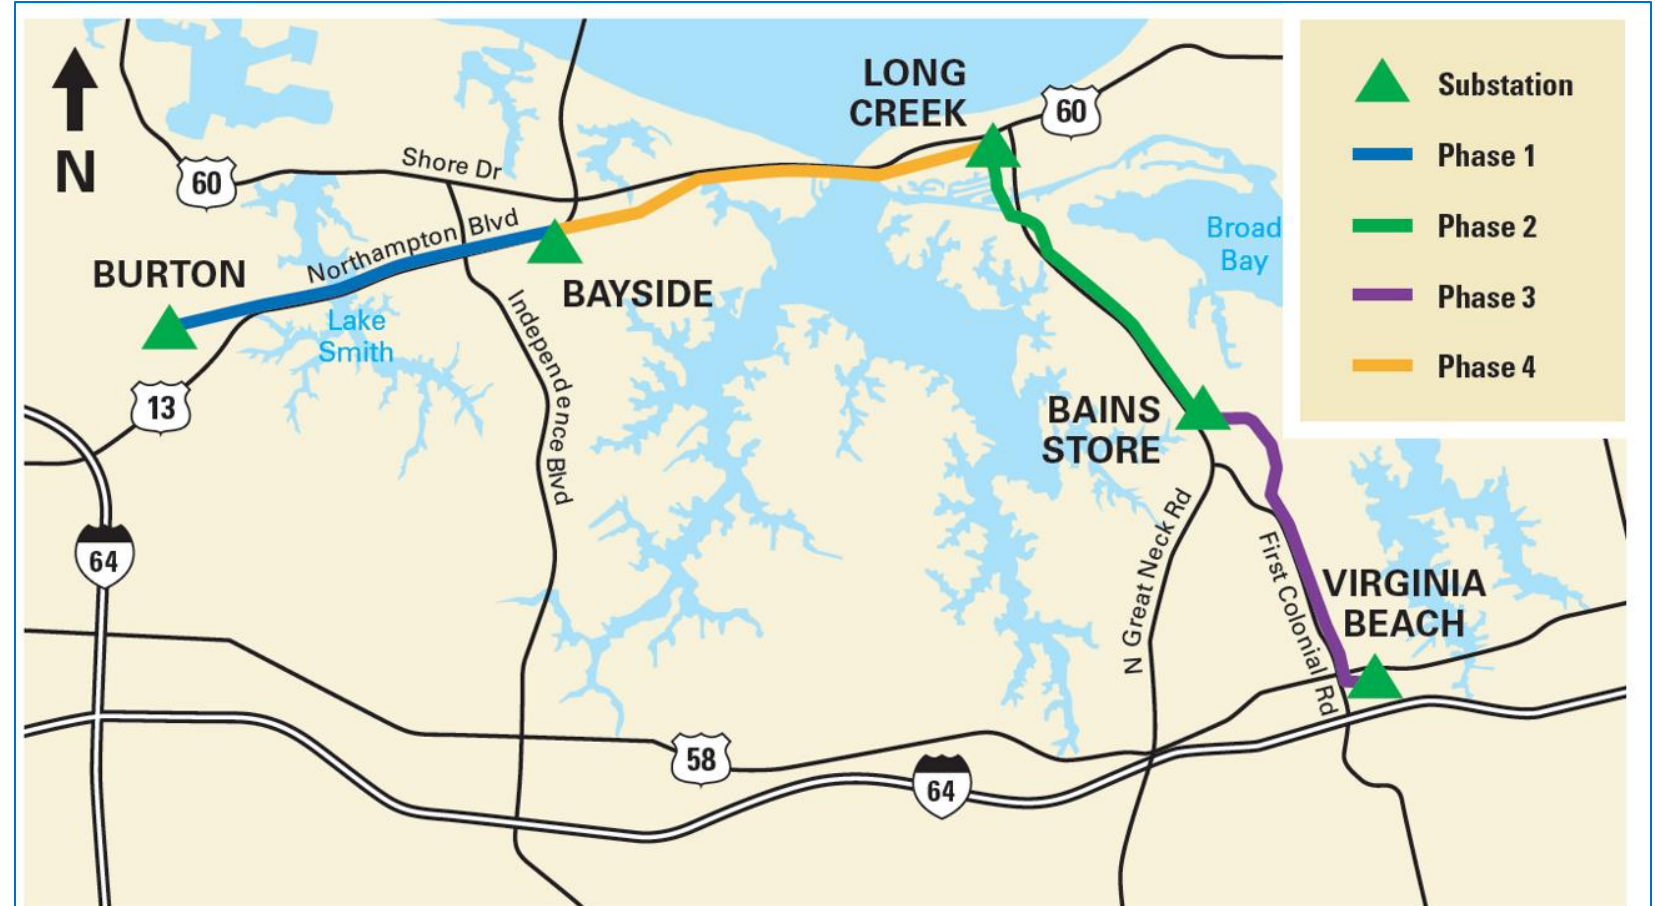 LONG
CREEK
60
Substation
Phase 1
Phase 2
Phase 3
Phase 4
N
60
Shore Dr
Northampton Blvd
BURTON
BAYSIDE
Broad
Bay
Lake
Smith
Independence Blvd
13
BAINS
STORE
64
N Great Neck Rd
First Colonial Rd
VIRGINIA
BEACH
58
64